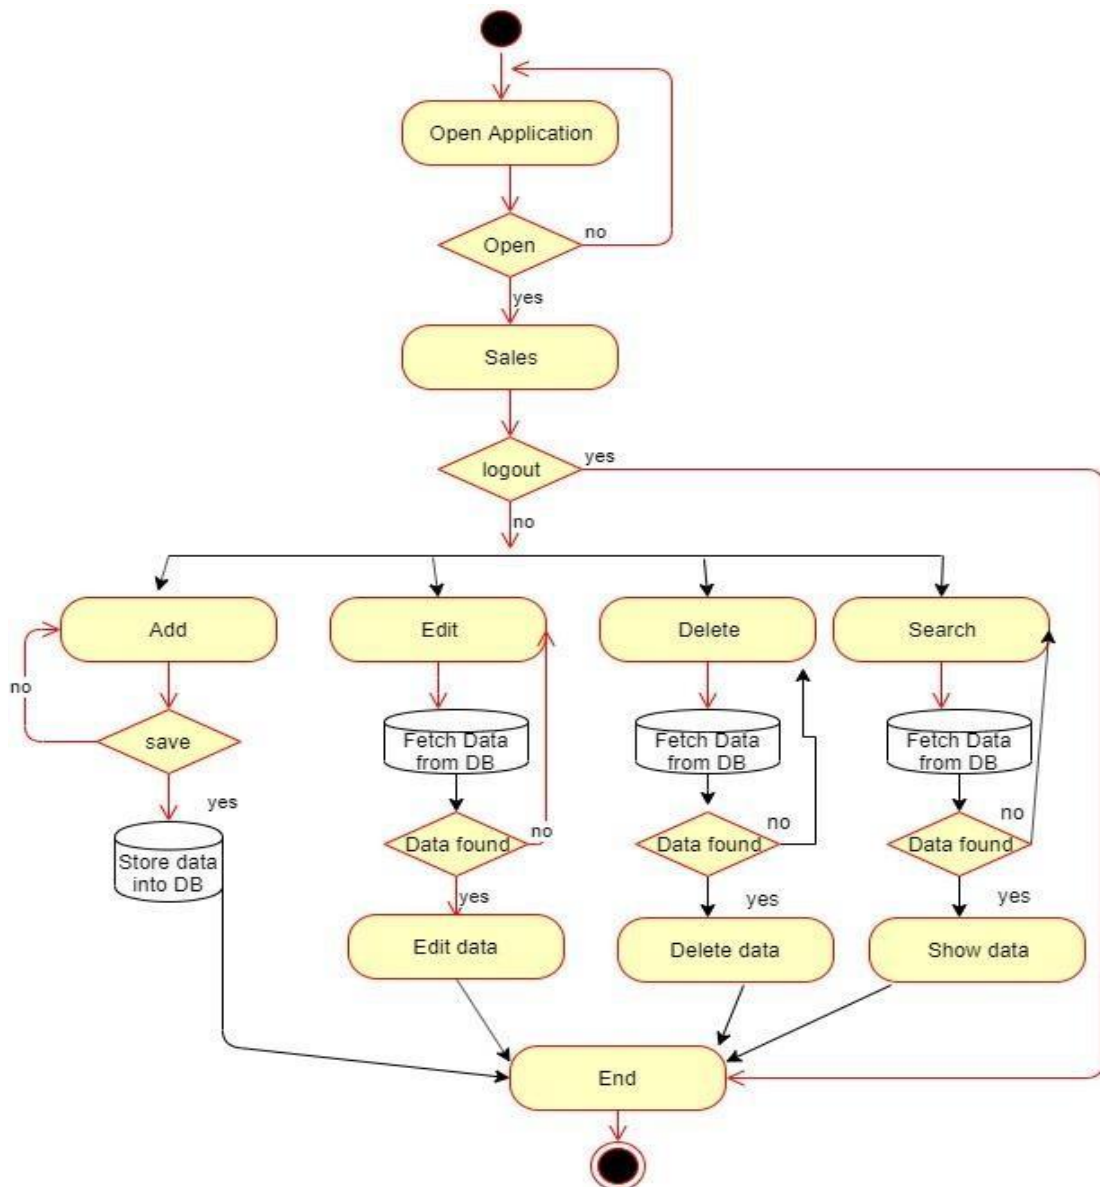 Open Application
Open
no
yes
Sales
logout
yes
no
Add
Edit
Delete
Search
no
save
Fetch Data
from DB
Fetch Data
from DB
Fetch Data
from DB
yes
Store data
into DB
Data found
no
Data found
no
Data found
no
yes
yes
yes
Edit data
Delete data
Show data
End